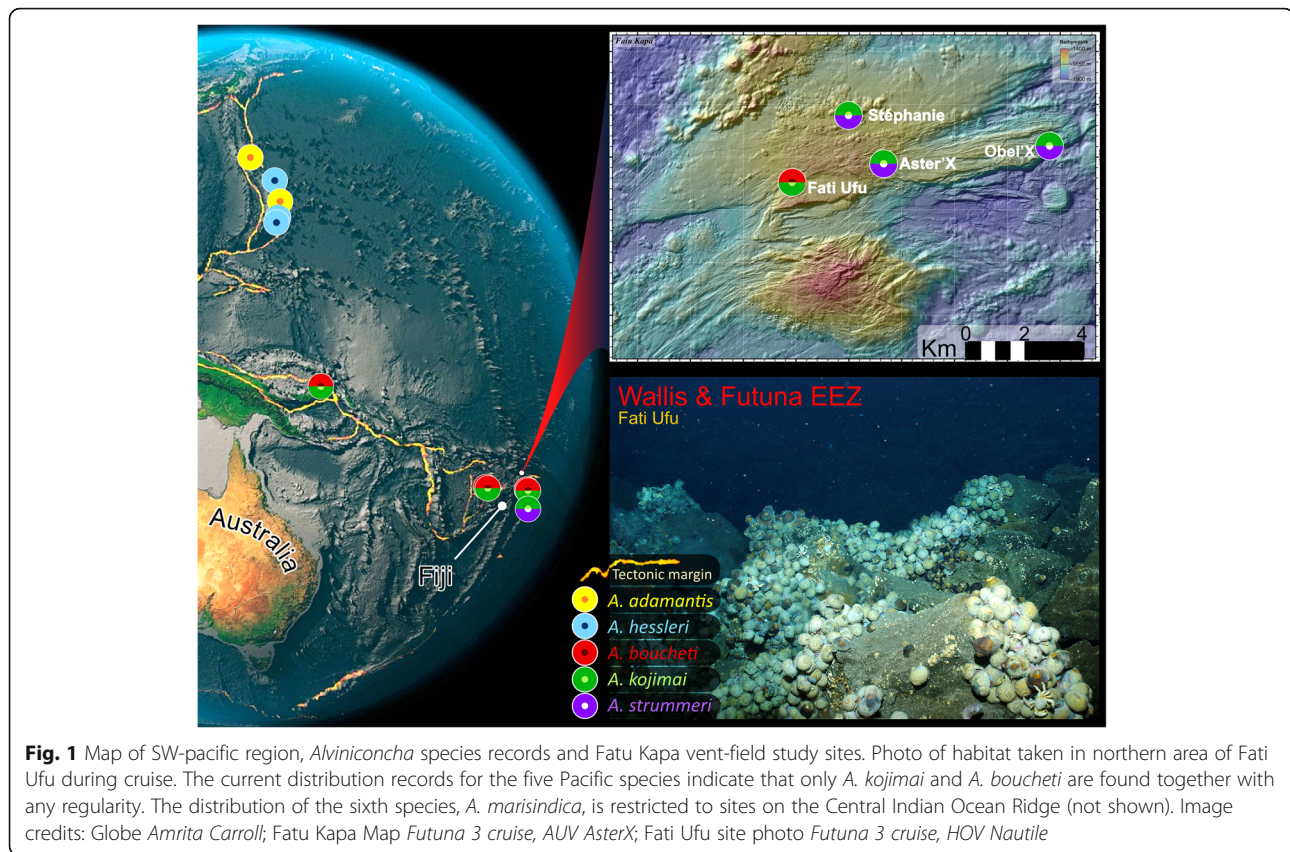 Fatu Kapa
Bathymetrie
1400 m
1650 m
1900 m
Stéphanie
Aster'X
Obel'X
Fati Ufu
Km 0 2 4
Wallis & Futuna EEZ
Fati Ufu
Australia
Fiji
Tectonic margin
A. adamantis
A. hessleri
A. boucheti
A. kojimai
A. strummeri
Fig. 1 Map of SW-pacific region, Alviniconcha species records and Fatu Kapa vent-field study sites. Photo of habitat taken in northern area of Fati
Ufu during cruise. The current distribution records for the five Pacific species indicate that only A. kojimai and A. boucheti are found together with
any regularity. The distribution of the sixth species, A. marisindica, is restricted to sites on the Central Indian Ocean Ridge (not shown). Image
credits: Globe Amrita Carroll; Fatu Kapa Map Futuna 3 cruise, AUV AsterX; Fati Ufu site photo Futuna 3 cruise, HOV Nautile